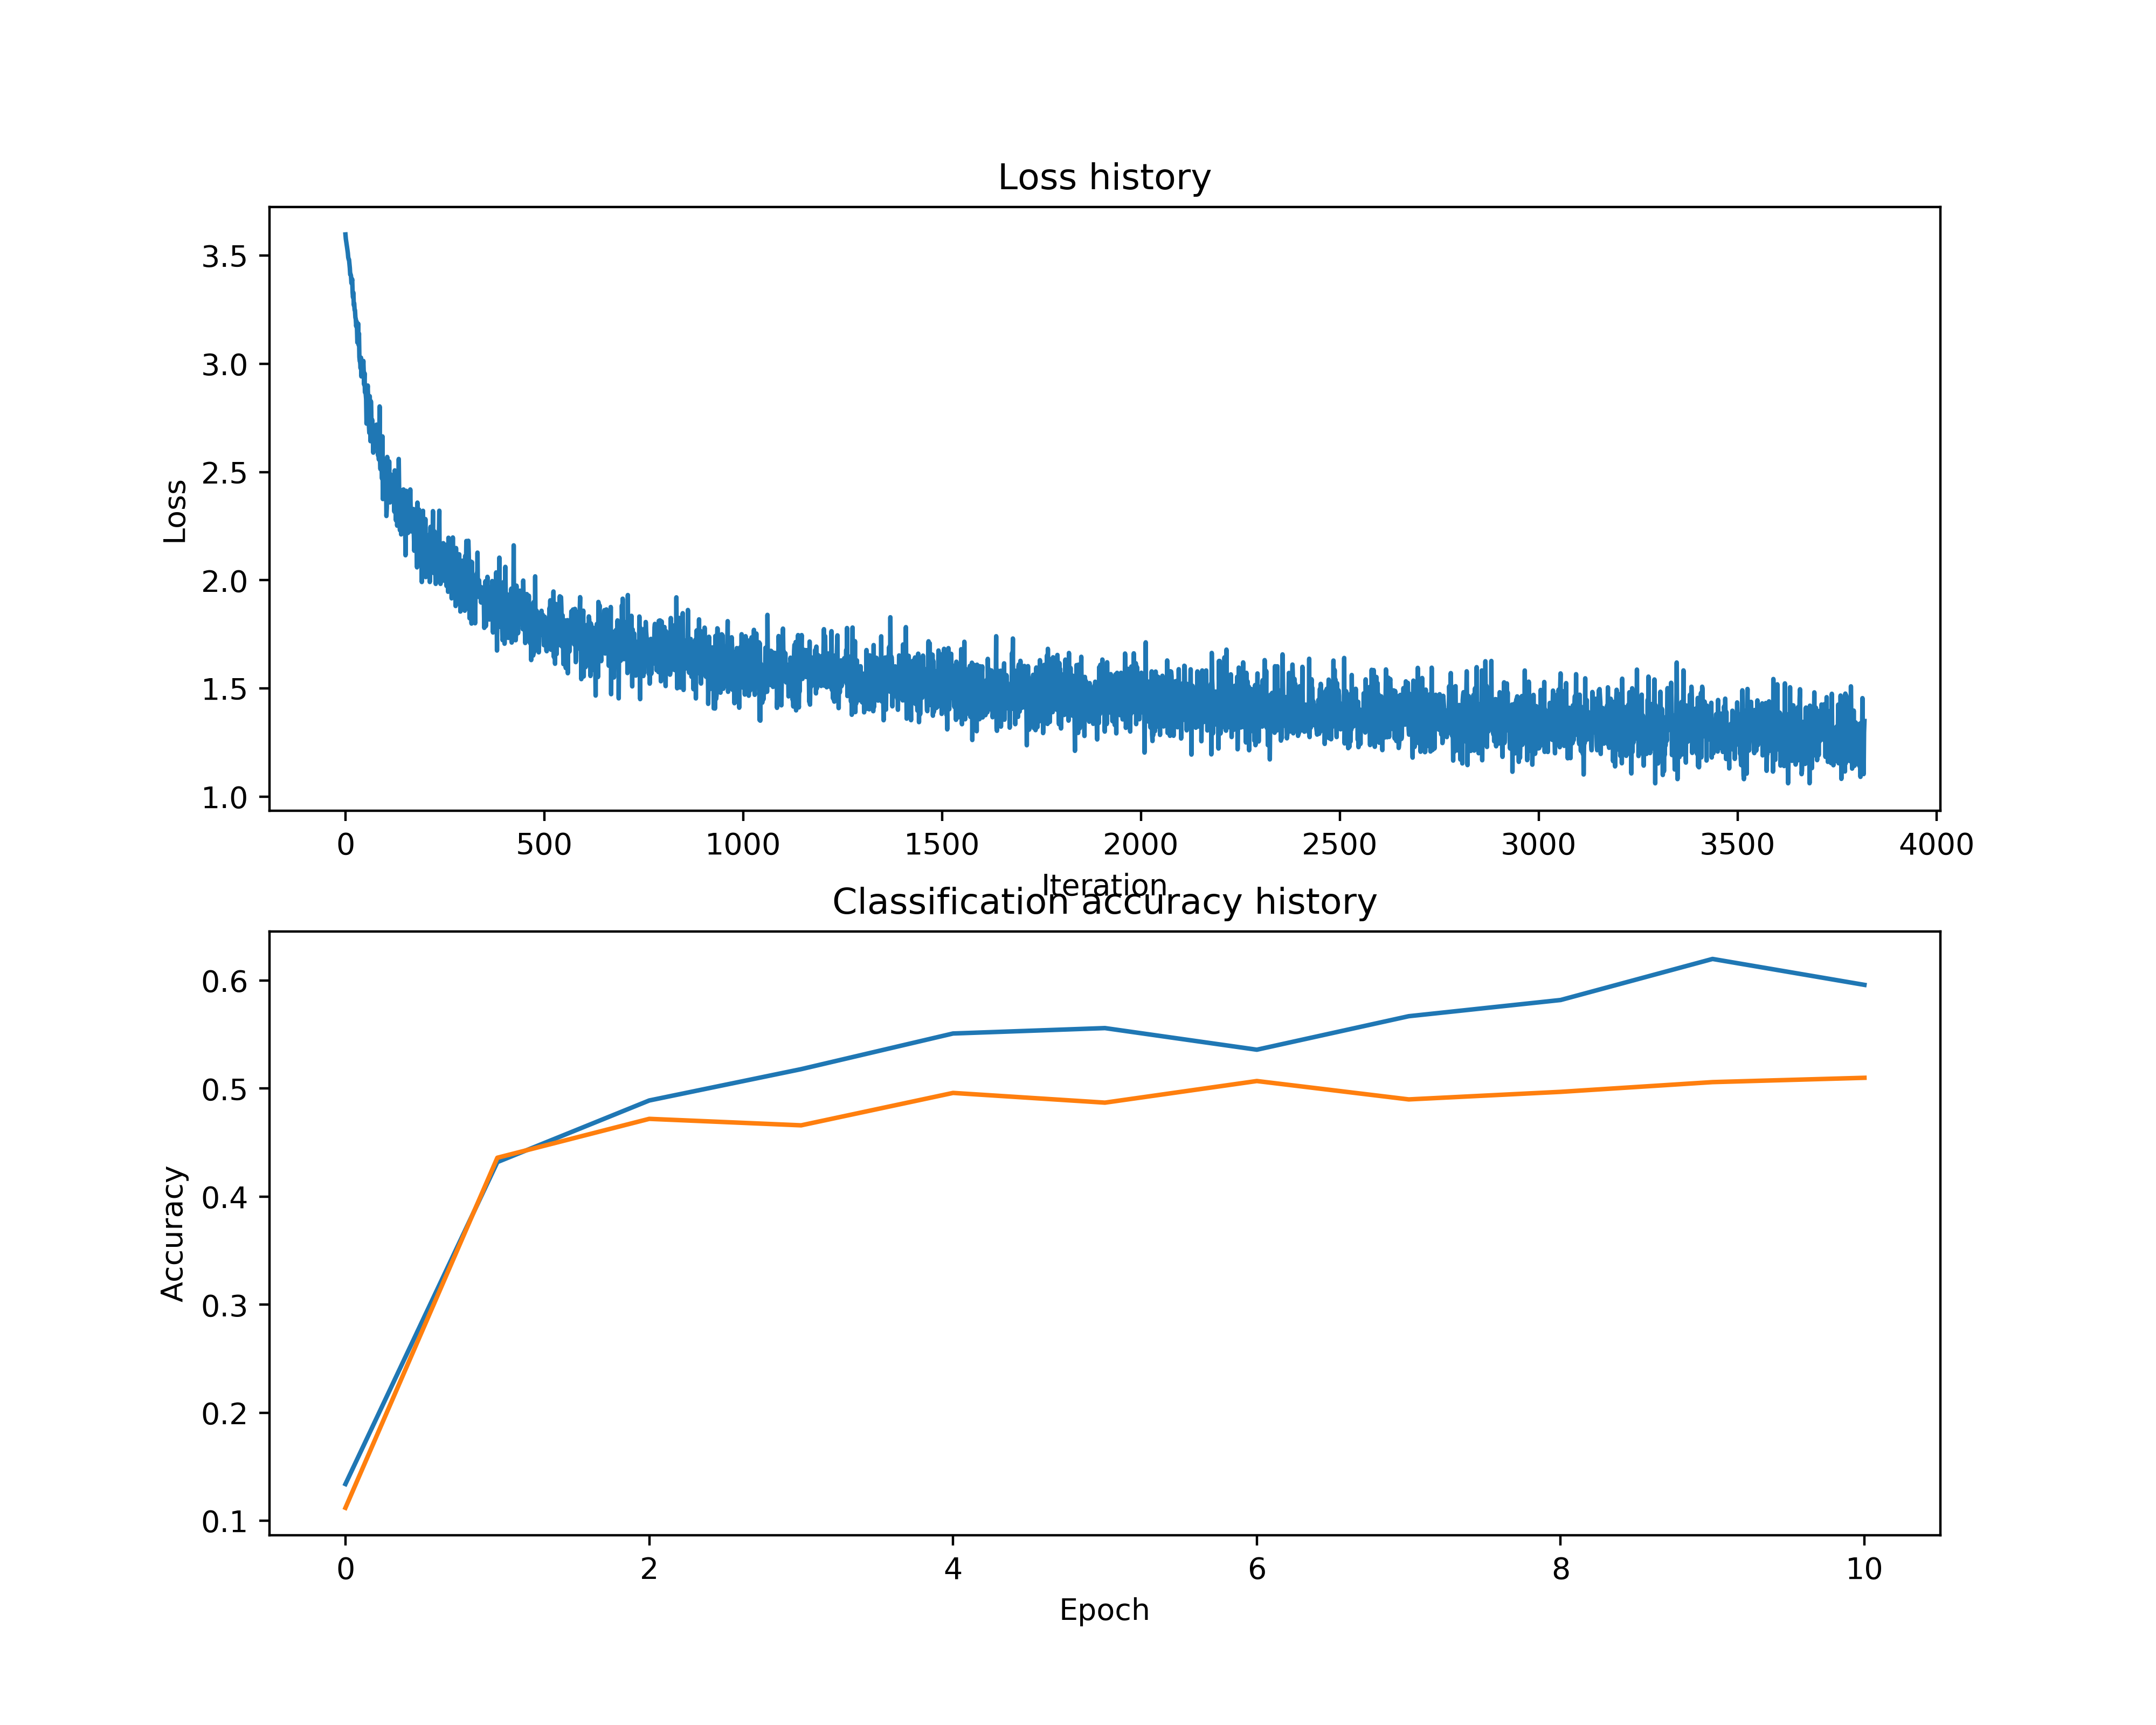 Loss history
3.5
3.0
2.5
2.0
1.5
1.0
Loss
0 500 1000 1500 2000 2500 3000 3500 4000
Iteration
Classification accuracy history
0.6
0.5
0.4
0.3
0.2
0.1
Accuracy
0 2 4 6 8 10
Epoch